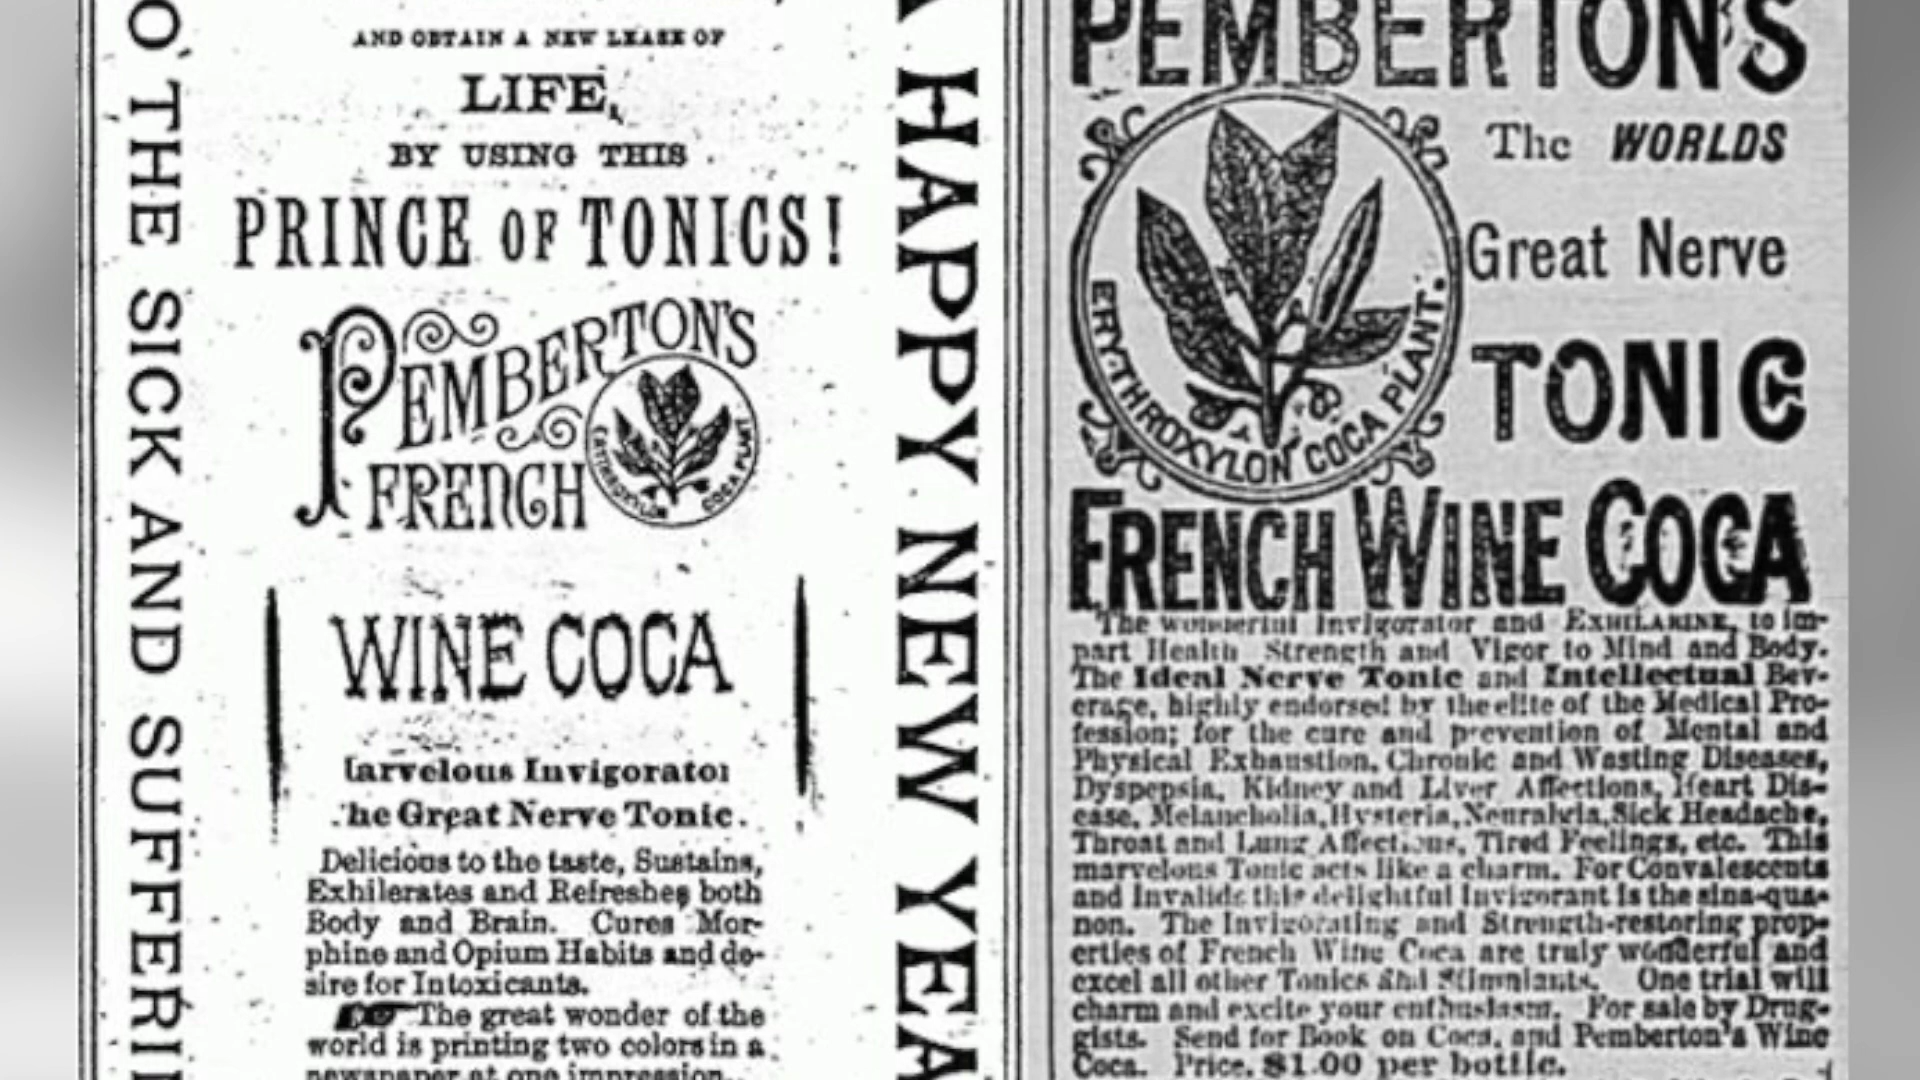 O THE SICK AND SUFFERI
AND OBTAIN A NEW LEASE OF
LIFE,
BY USING THIS
PRINCE OF TONICS!
PEMBERTON'S
FRENCH
ERYTHROXYLON COCA PLANT
WINE COCA
arvelous Invigorator
he Great Nerve Tonic.
Delicious to the taste, Sustains,
Exhilerates and Refreshes both
Body and Brain. Cures Mor-
phine and Opium Habits and de-
sire for Intoxicants.
The great wonder of the
world is printing two colors in a
newspaper at one impression.
A HAPPY NEW YEA
PEMBERTON'S
The WORLDS
Great Nerve
TONIC
ERY-THROXYLON COCA PLANT.
FRENCH WINE COCA
The wonderful Invigorator and EXHILARINE, to im-
part Health Strength and Vigor to Mind and Body.
The Ideal Nerve Tonic and Intellectual Bev-
erage, highly endorsed by the elite of the Medical Pro-
fession; for the cure and prevention of Mental and
Physical Exhaustion, Chronic and Wasting Diseases,
Dyspepsia, Kidney and Liver Affections, Heart Dis-
ease, Melancholia, Hysteria, Neuralgia, Sick Headache,
Throat and Lung Affections, Tired Feelings, etc. This
marvelous Tonic acts like a charm. For Convalescents
and Invalids this delightful Invigorant is the sina-qua-
non. The Invigorating and Strength-restoring prop-
erties of French Wine Coca are truly wonderful and
excel all other Tonics and Stimulants. One trial will
charm and excite your enthusiasm. For sale by Drug-
gists. Send for Book on Coca, and Pemberton's Wine
Coca. Price, $1.00 per bottle.